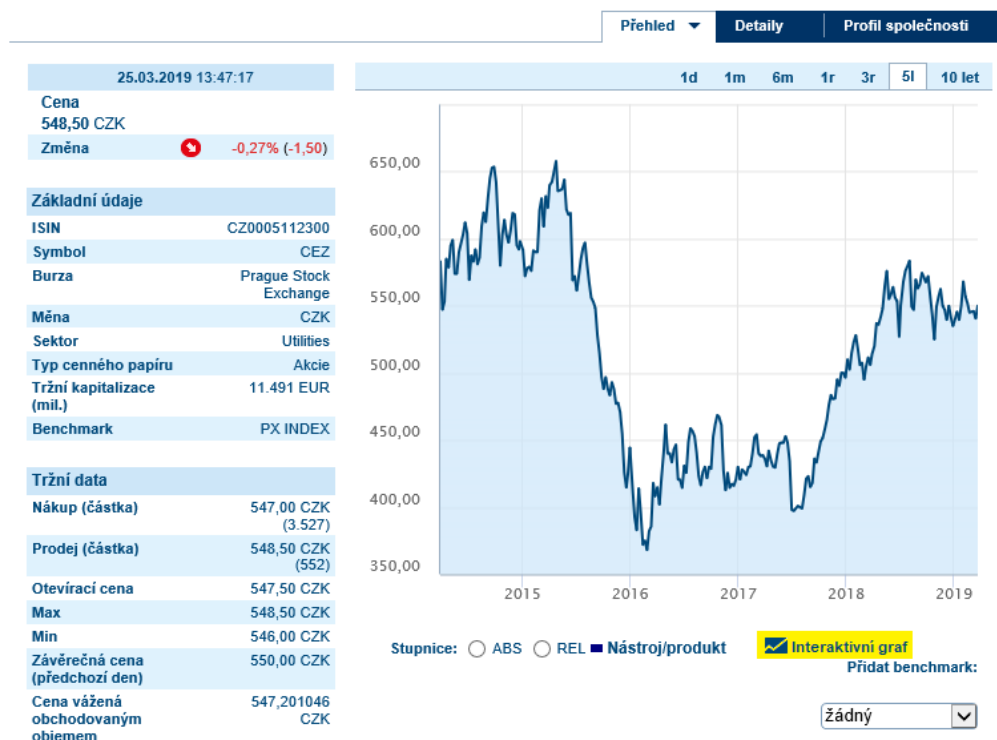 Přehled Detaily Profil společnosti
25.03.2019 13:47:17
Cena
548,50 CZK
Změna -0,27% (-1,50)
Základní údaje
ISIN CZ0005112300
Symbol CEZ
Burza Prague Stock
Exchange
Měna CZK
Sektor Utilities
Typ cenného papíru Akcie
Tržní kapitalizace 11.491 EUR
(mil.)
Benchmark PX INDEX
Tržní data
Nákup (částka) 547,00 CZK
(3.527)
Prodej (částka) 548,50 CZK
(552)
Otevírací cena 547,50 CZK
Max 548,50 CZK
Min 546,00 CZK
Závěrečná cena 550,00 CZK
(předchozí den)
Cena vážená 547,201046
obchodovaným CZK
objemem
1d 1m 6m 1r 3r 5l 10 let
650,00
600,00
550,00
500,00
450,00
400,00
350,00
2015 2016 2017 2018 2019
Stupnice: ABS REL Nástroj/produkt Interaktivní graf
Přidat benchmark:
žádný